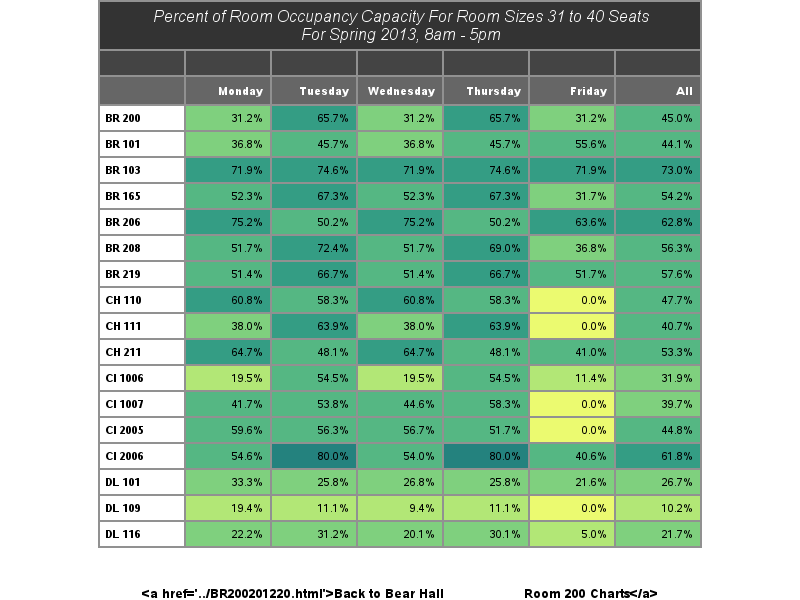 Percent of Room Occupancy Capacity For Room Sizes 31 to 40 Seats
For Spring 2013, 8am - 5pm
Monday Tuesday Wednesday Thursday Friday All
BR 200 31.2% 65.7% 31.2% 65.7% 31.2% 45.0%
BR 101 36.8% 45.7% 36.8% 45.7% 55.6% 44.1%
BR 103 71.9% 74.6% 71.9% 74.6% 71.9% 73.0%
BR 165 52.3% 67.3% 52.3% 67.3% 31.7% 54.2%
BR 206 75.2% 50.2% 75.2% 50.2% 63.6% 62.8%
BR 208 51.7% 72.4% 51.7% 69.0% 36.8% 56.3%
BR 219 51.4% 66.7% 51.4% 66.7% 51.7% 57.6%
CH 110 60.8% 58.3% 60.8% 58.3% 0.0% 47.7%
CH 111 38.0% 63.9% 38.0% 63.9% 0.0% 40.7%
CH 211 64.7% 48.1% 64.7% 48.1% 41.0% 53.3%
CI 1006 19.5% 54.5% 19.5% 54.5% 11.4% 31.9%
CI 1007 41.7% 53.8% 44.6% 58.3% 0.0% 39.7%
CI 2005 59.6% 56.3% 56.7% 51.7% 0.0% 44.8%
CI 2006 54.6% 80.0% 54.0% 80.0% 40.6% 61.8%
DL 101 33.3% 25.8% 26.8% 25.8% 21.6% 26.7%
DL 109 19.4% 11.1% 9.4% 11.1% 0.0% 10.2%
DL 116 22.2% 31.2% 20.1% 30.1% 5.0% 21.7%
<a href='../BR200201220.html'>Back to Bear Hall Room 200 Charts</a>